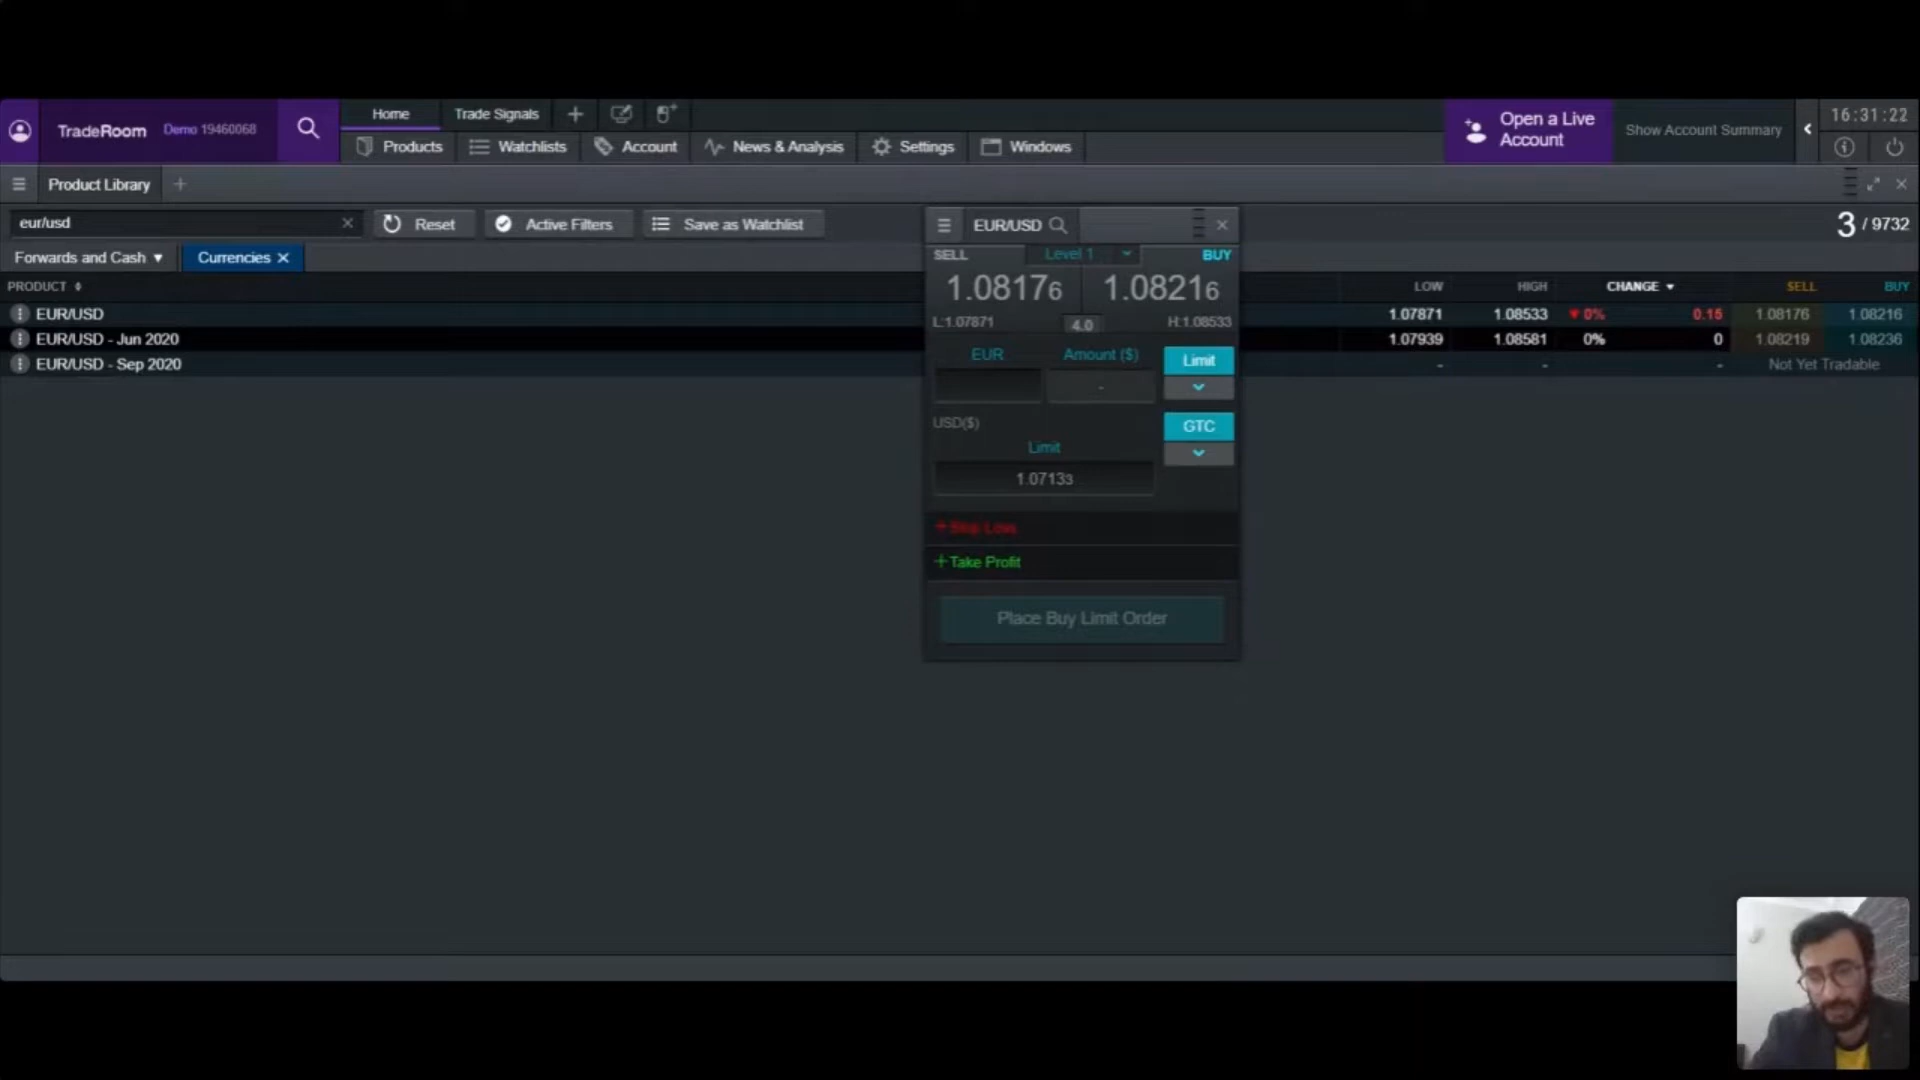 TradeRoom Demo 19460068
Home Trade Signals
Products Watchlists Account News & Analysis Settings Windows
Open a Live Account
Show Account Summary
16:31:22
Product Library
eur/usd Reset Active Filters Save as Watchlist
3 / 9732
Forwards and Cash Currencies
PRODUCT LOW HIGH CHANGE SELL BUY
EUR/USD 1.07871 1.08533 0% 0.15 1.08176 1.08216
EUR/USD - Jun 2020 1.07939 1.08581 0% 0 1.08219 1.08236
EUR/USD - Sep 2020 - - - Not Yet Tradable
EUR/USD
SELL Level 1 BUY
1.08176 1.08216
L:1.07871 4.0 H:1.08533
EUR Amount ($) Limit
-
USD($) GTC
Limit
1.07133
+Stop Loss
+Take Profit
Place Buy Limit Order